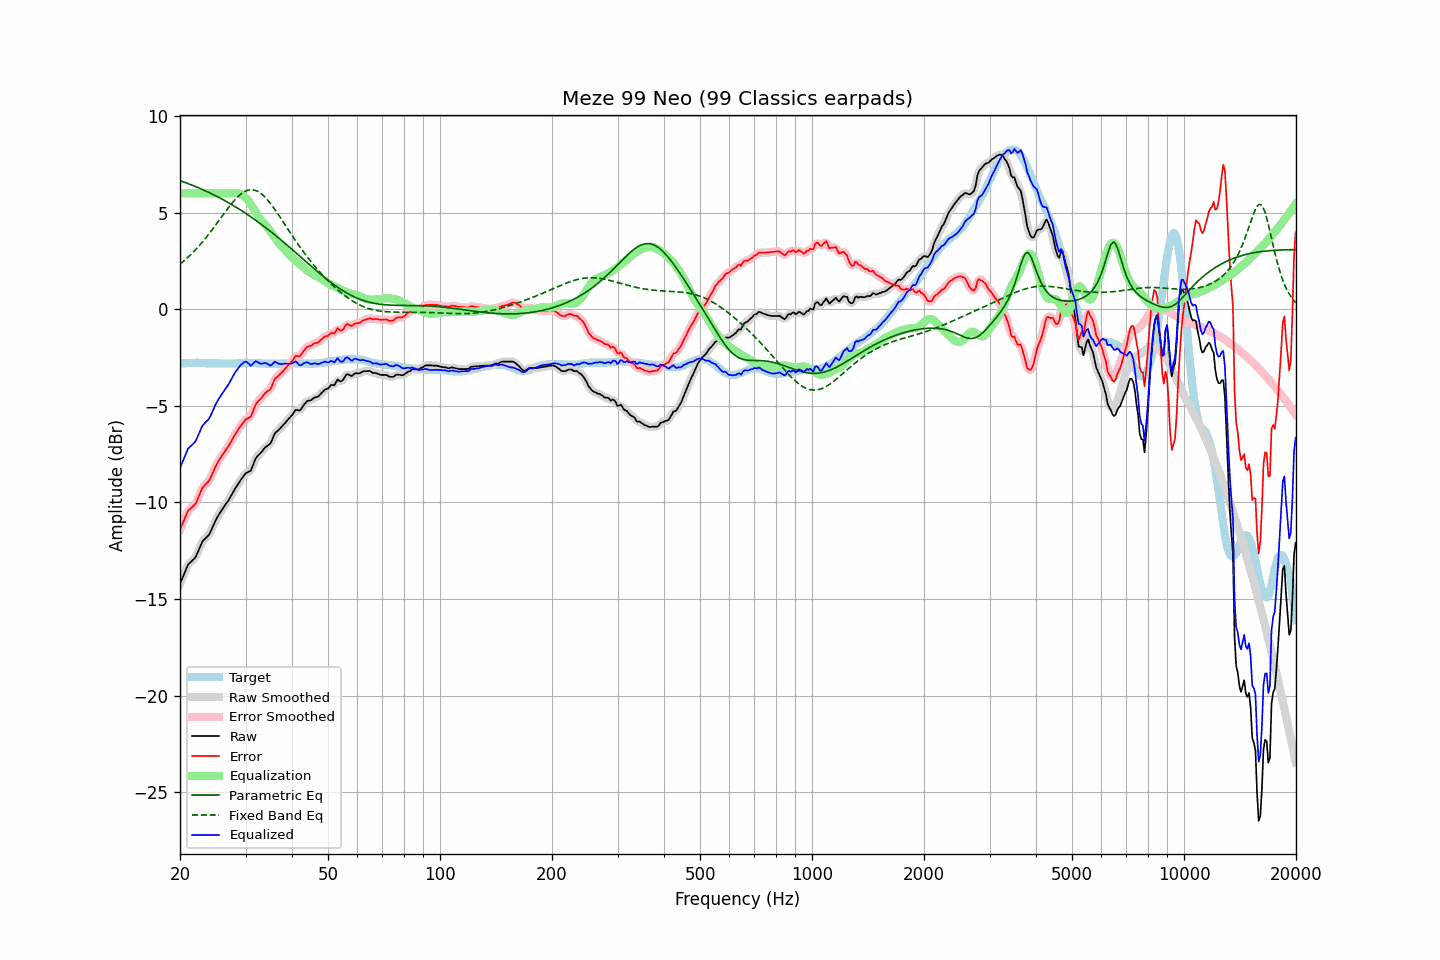 Meze 99 Neo (99 Classics earpads)
10
5
0
−5
−10
−15
−20
−25
Amplitude (dBr)
Target
Raw Smoothed
Error Smoothed
Raw
Error
Equalization
Parametric Eq
Fixed Band Eq
Equalized
20 50 100 200 500 1000 2000 5000 10000 20000
Frequency (Hz)